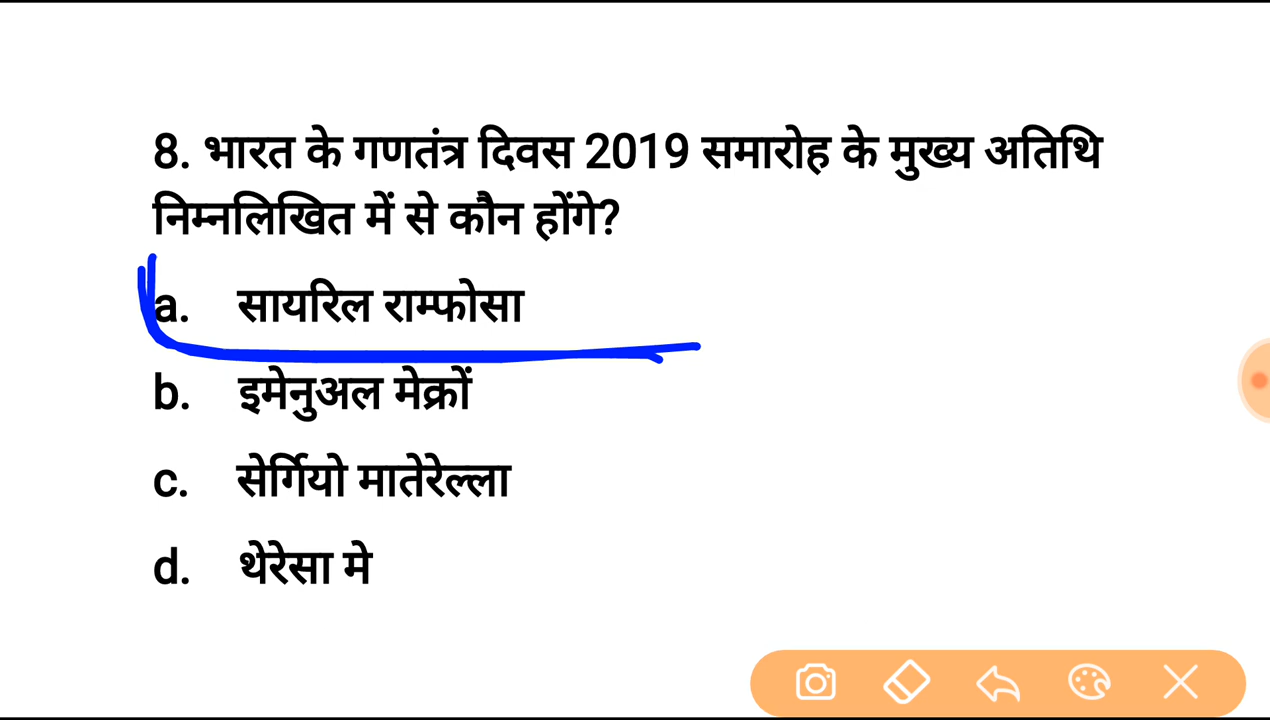 8. भारत के गणतंत्र दिवस 2019 समारोह के मुख्य अतिथि
निम्नलिखित में से कौन होंगे?
a. सायरिल राम्फोसा
b. इमेनुअल मेक्रों
c. सेर्गियो मातेरेल्ला
d. थेरेसा मे